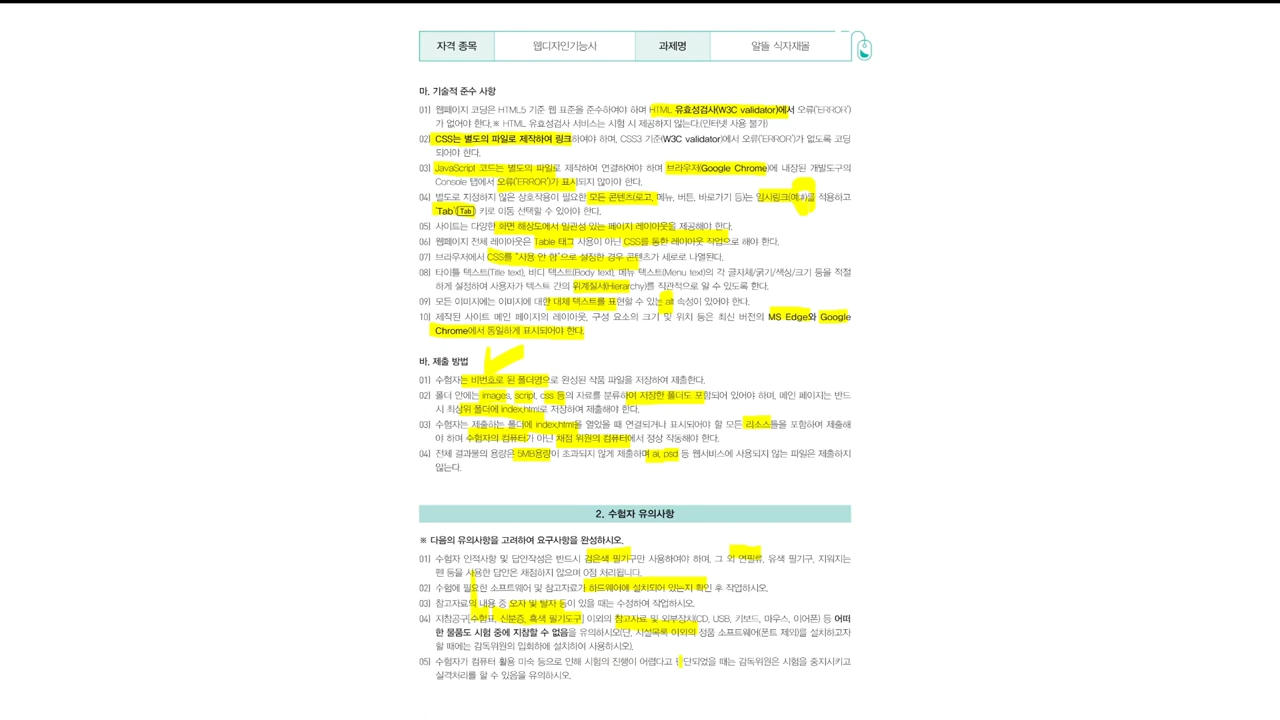 자격 종목 웹디자인기능사 과제명 알뜰 식자재몰
마. 기술적 준수 사항
01) 웹페이지 코딩은 HTML5 기준 웹 표준을 준수하여야 하며 HTML 유효성검사(W3C validator)에서 오류('ERROR')
가 없어야 한다.※ HTML 유효성검사 서비스는 시험 시 제공하지 않는다.(인터넷 사용 불가)
02) CSS는 별도의 파일로 제작하여 링크하여야 하며, CSS3 기준(W3C validator)에서 오류('ERROR')가 없도록 코딩
되어야 한다.
03) JavaScript 코드는 별도의 파일로 제작하여 연결하여야 하며 브라우저(Google Chrome)에 내장된 개발도구의
Console 탭에서 오류('ERROR')가 표시되지 않아야 한다.
04) 별도로 지정하지 않은 상호작용이 필요한 모든 콘텐츠(로고, 메뉴, 버튼, 바로가기 등)는 임시링크(예:#)를 적용하고
'Tab'(Tab) 키로 이동 선택할 수 있어야 한다.
05) 사이트는 다양한 화면 해상도에서 일관성 있는 페이지 레이아웃을 제공해야 한다.
06) 웹페이지 전체 레이아웃은 Table 태그 사용이 아닌 CSS를 통한 레이아웃 작업으로 해야 한다.
07) 브라우저에서 CSS를 "사용 안 함"으로 설정한 경우 콘텐츠가 세로로 나열된다.
08) 타이틀 텍스트(Title text), 바디 텍스트(Body text), 메뉴 텍스트(Menu text)의 각 글자체/굵기/색상/크기 등을 적절
하게 설정하여 사용자가 텍스트 간의 위계질서(Hierarchy)를 직관적으로 알 수 있도록 한다.
09) 모든 이미지에는 이미지에 대한 대체 텍스트를 표현할 수 있는 alt 속성이 있어야 한다.
10) 제작된 사이트 메인 페이지의 레이아웃, 구성 요소의 크기 및 위치 등은 최신 버전의 MS Edge와 Google
Chrome에서 동일하게 표시되어야 한다.
바. 제출 방법
01) 수험자는 비번호로 된 폴더명으로 완성된 작품 파일을 저장하여 제출한다.
02) 폴더 안에는 images, script, css 등의 자료를 분류하여 저장한 폴더도 포함되어 있어야 하며, 메인 페이지는 반드
시 최상위 폴더에 index.html로 저장하여 제출해야 한다.
03) 수험자는 제출하는 폴더에 index.html을 열었을 때 연결되거나 표시되어야 할 모든 리소스들을 포함하여 제출해
야 하며 수험자의 컴퓨터가 아닌 채점 위원의 컴퓨터에서 정상 작동해야 한다.
04) 전체 결과물의 용량은 5MB용량이 초과되지 않게 제출하며 ai, psd 등 웹서비스에 사용되지 않는 파일은 제출하지
않는다.
2. 수험자 유의사항
※ 다음의 유의사항을 고려하여 요구사항을 완성하시오.
01) 수험자 인적사항 및 답안작성은 반드시 검은색 필기구만 사용하여야 하며, 그 외 연필류, 유색 필기구, 지워지는
펜 등을 사용한 답안은 채점하지 않으며 0점 처리됩니다.
02) 수험에 필요한 소프트웨어 및 참고자료가 하드웨어에 설치되어 있는지 확인 후 작업하시오.
03) 참고자료의 내용 중 오자 및 탈자 등이 있을 때는 수정하여 작업하시오.
04) 지참공구[수험표, 신분증, 흑색 필기도구] 이외의 참고자료 및 외부장치(CD, USB, 키보드, 마우스, 이어폰) 등 어떠
한 물품도 시험 중에 지참할 수 없음을 유의하시오(단, 시설목록 이외의 정품 소프트웨어(폰트 제외)를 설치하고자
할 때에는 감독위원의 입회하에 설치하여 사용하시오).
05) 수험자가 컴퓨터 활용 미숙 등으로 인해 시험의 진행이 어렵다고 판단되었을 때는 감독위원은 시험을 중지시키고
실격처리를 할 수 있음을 유의하시오.